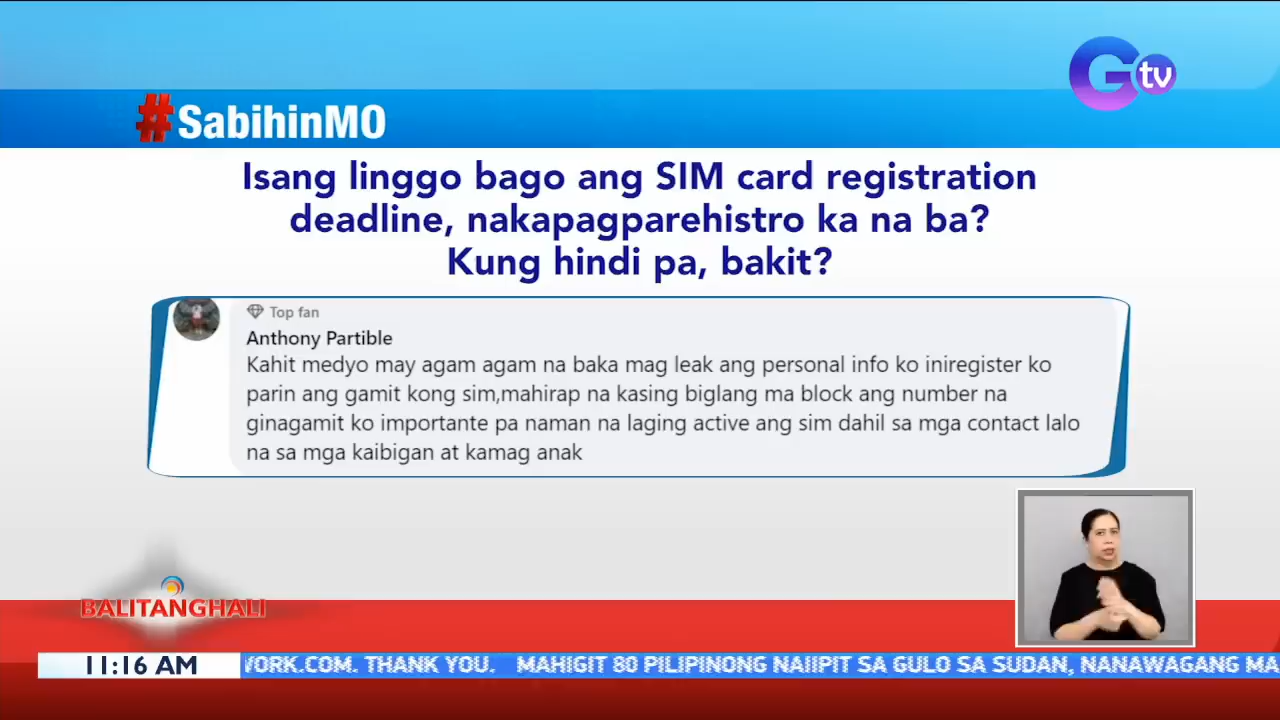 Gtv
#SabihinMO
Isang linggo bago ang SIM card registration
deadline, nakapagparehistro ka na ba?
Kung hindi pa, bakit?
Top fan
Anthony Partible
Kahit medyo may agam agam na baka mag leak ang personal info ko iniregister ko
parin ang gamit kong sim,mahirap na kasing biglang ma block ang number na
ginagamit ko importante pa naman na laging active ang sim dahil sa mga contact lalo
na sa mga kaibigan at kamag anak
BALITANGHALI
11:16 AM
YORK.COM. THANK YOU. MAHIGIT 80 PILIPINONG NAIIPIT SA GULO SA SUDAN, NANAWAGANG MA